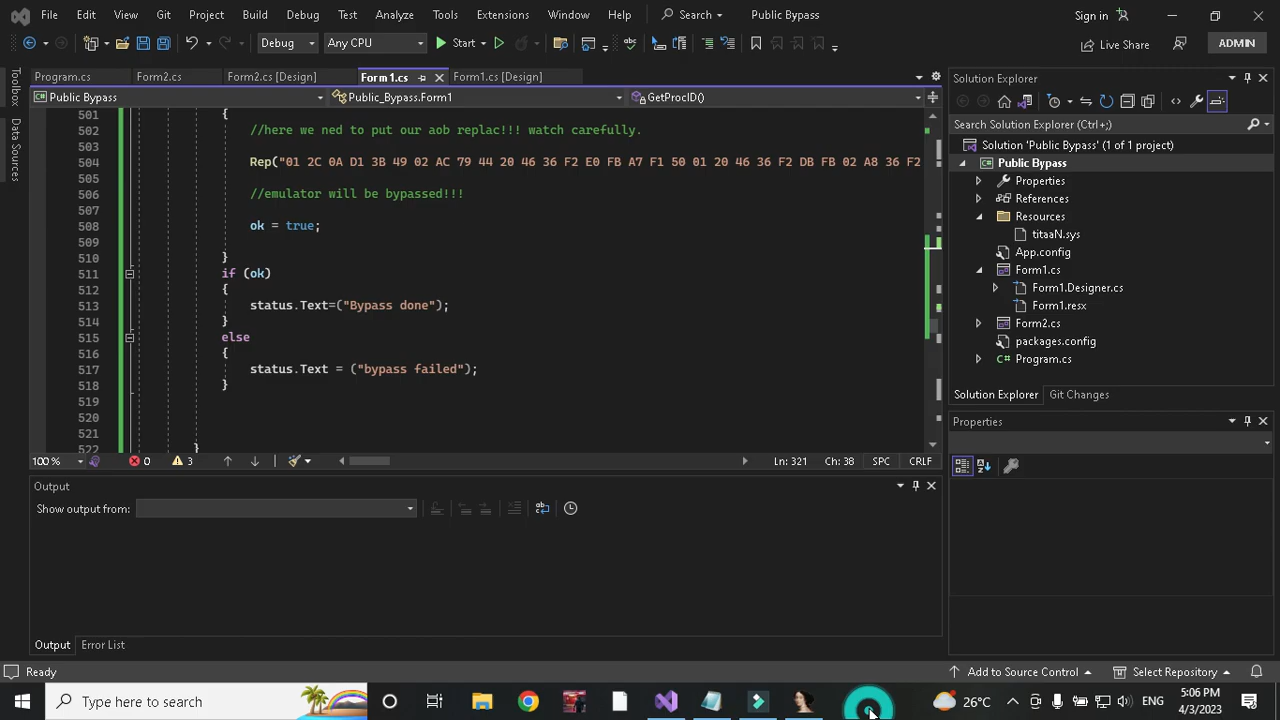 File Edit View Git Project Build Debug Test Analyze Tools Extensions Window Help Search Public Bypass Sign in
Debug Any CPU Start Live Share ADMIN
Toolbox
Data Sources
Program.cs Form2.cs Form2.cs [Design] Form1.cs Form1.cs [Design]
Public Bypass Public_Bypass.Form1 GetProcID()
501 {
502 //here we ned to put our aob replac!!! watch carefully.
503
504 Rep("01 2C 0A D1 3B 49 02 AC 79 44 20 46 36 F2 E0 FB A7 F1 50 01 20 46 36 F2 DB FB 02 A8 36 F2
505
506 //emulator will be bypassed!!!
507
508 ok = true;
509
510 }
511 if (ok)
512 {
513 status.Text=("Bypass done");
514 }
515 else
516 {
517 status.Text = ("bypass failed");
518 }
519
520
521
522 }
100 % 0 3 Ln: 321 Ch: 38 SPC CRLF
Output
Show output from:
Output Error List
Solution Explorer
Search Solution Explorer (Ctrl+;)
Solution 'Public Bypass' (1 of 1 project)
Public Bypass
Properties
References
Resources
titaaN.sys
App.config
Form1.cs
Form1.Designer.cs
Form1.resx
Form2.cs
packages.config
Program.cs
Solution Explorer Git Changes
Properties
Ready Add to Source Control Select Repository
Type here to search 26°C ENG 5:06 PM
4/3/2023